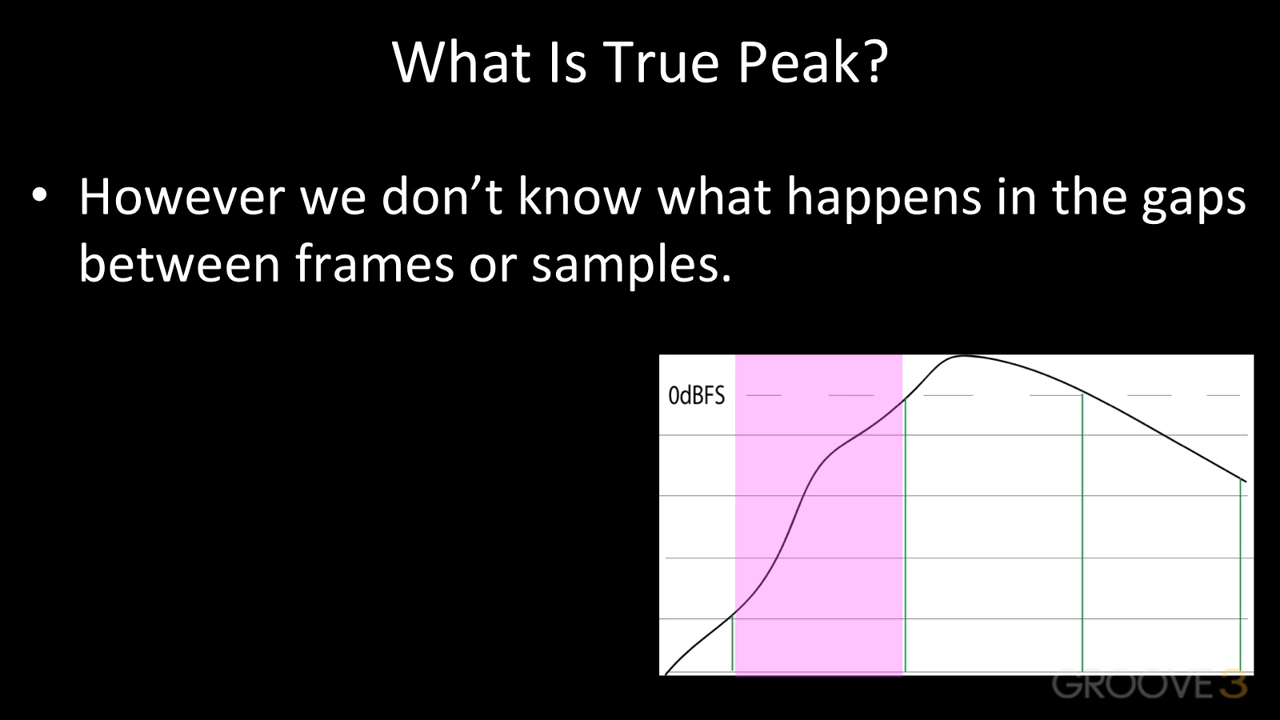 What Is True Peak?
• However we don’t know what happens in the gaps
between frames or samples.
0dBFS
GROOVE3